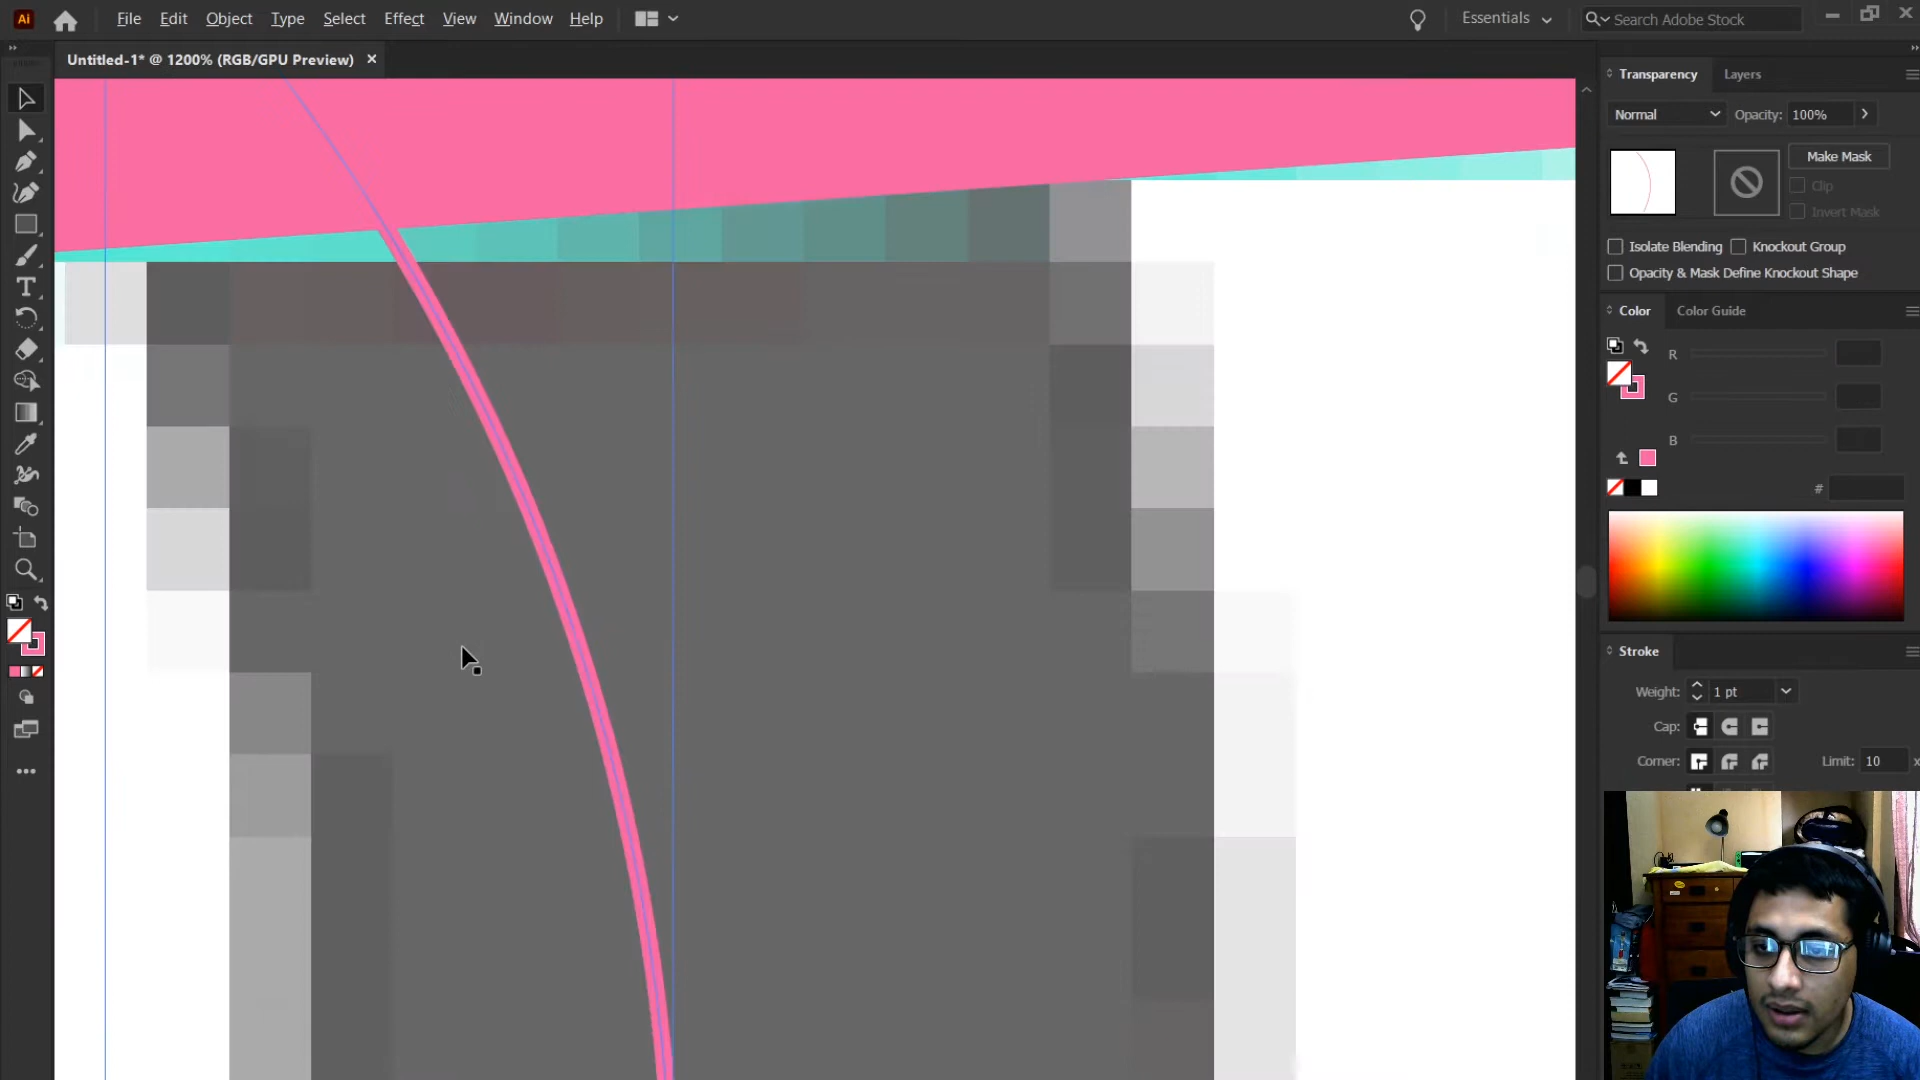 Ai File Edit Object Type Select Effect View Window Help Essentials Search Adobe Stock
Untitled-1* @ 1200% (RGB/GPU Preview) ×
Transparency Layers
Normal Opacity: 100%
Make Mask
Clip
Invert Mask
Isolate Blending Knockout Group
Opacity & Mask Define Knockout Shape
Color Color Guide
R
G
B
#
Stroke
Weight: 1 pt
Cap:
Corner: Limit: 10 x